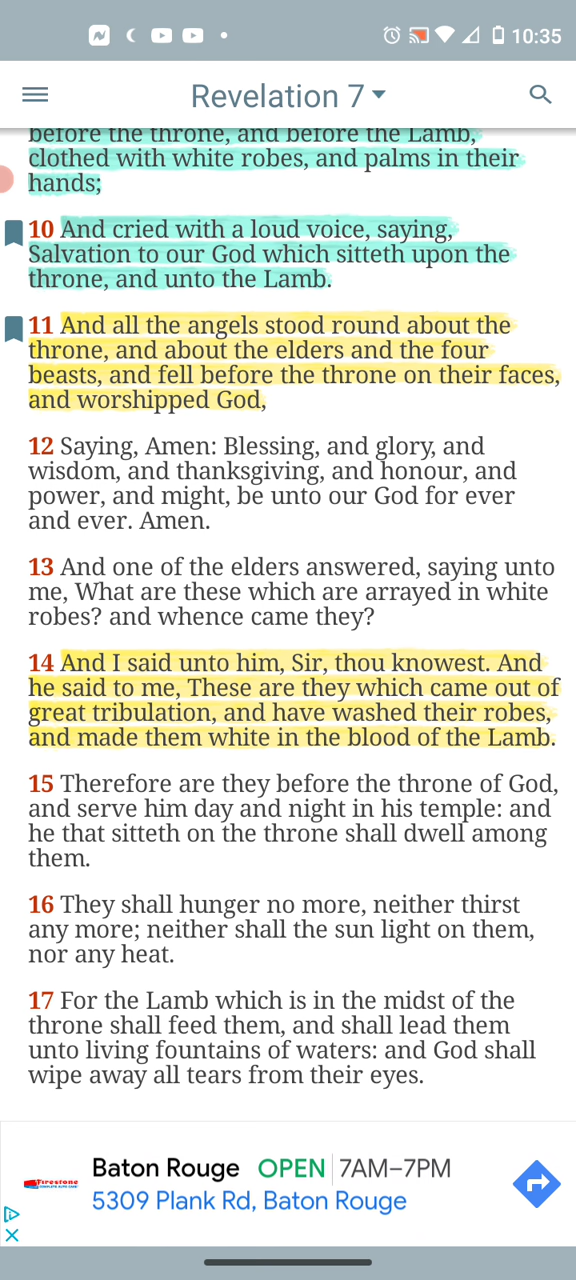 10:35
Revelation 7
before the throne, and before the Lamb,
clothed with white robes, and palms in their
hands;
10 And cried with a loud voice, saying,
Salvation to our God which sitteth upon the
throne, and unto the Lamb.
11 And all the angels stood round about the
throne, and about the elders and the four
beasts, and fell before the throne on their faces,
and worshipped God,
12 Saying, Amen: Blessing, and glory, and
wisdom, and thanksgiving, and honour, and
power, and might, be unto our God for ever
and ever. Amen.
13 And one of the elders answered, saying unto
me, What are these which are arrayed in white
robes? and whence came they?
14 And I said unto him, Sir, thou knowest. And
he said to me, These are they which came out of
great tribulation, and have washed their robes,
and made them white in the blood of the Lamb.
15 Therefore are they before the throne of God,
and serve him day and night in his temple: and
he that sitteth on the throne shall dwell among
them.
16 They shall hunger no more, neither thirst
any more; neither shall the sun light on them,
nor any heat.
17 For the Lamb which is in the midst of the
throne shall feed them, and shall lead them
unto living fountains of waters: and God shall
wipe away all tears from their eyes.
Firestone
COMPLETE AUTO CARE
Baton Rouge OPEN 7AM–7PM
5309 Plank Rd, Baton Rouge